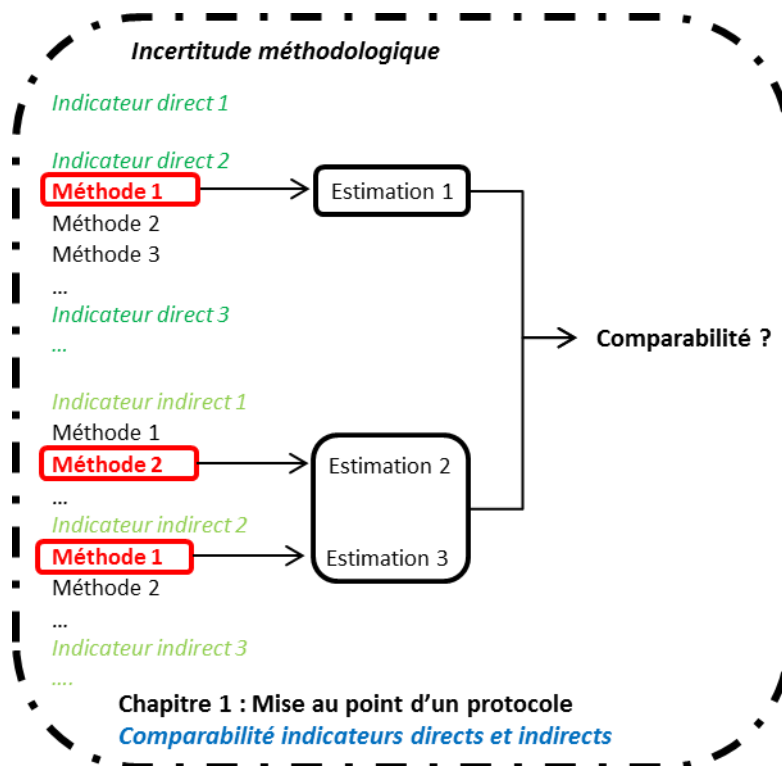 Incertitude méthodologique
Indicateur direct 1
Indicateur direct 2
Méthode 1
Estimation 1
Méthode 2
Méthode 3
...
Indicateur direct 3
...
Comparabilité ?
Indicateur indirect 1
Méthode 1
Méthode 2
Estimation 2
...
Indicateur indirect 2
Méthode 1
Estimation 3
Méthode 2
...
Indicateur indirect 3
....
Chapitre 1 : Mise au point d’un protocole
Comparabilité indicateurs directs et indirects